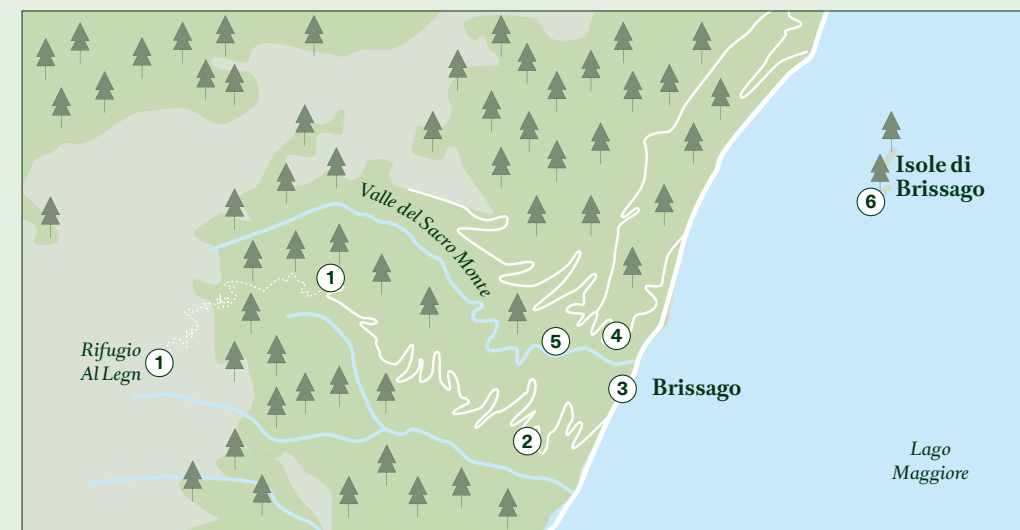 Isole di
Brissago
6
Valle del Sacro Monte
1
Rifugio
Al Legn
1
5
4
3
Brissago
2
Lago
Maggiore